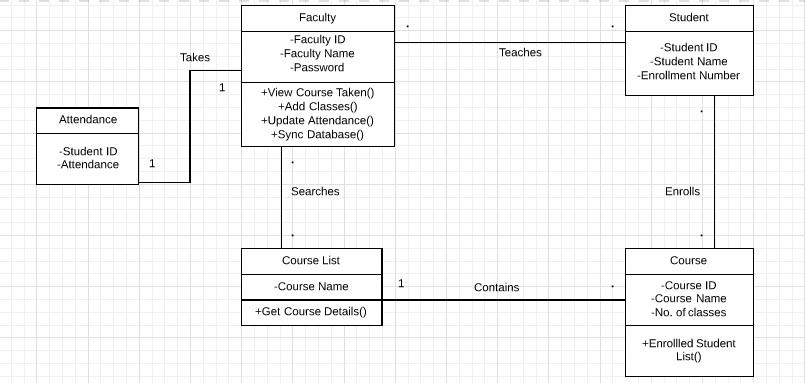 Faculty
-Faculty ID
-Faculty Name
-Password
+View Course Taken()
+Add Classes()
+Update Attendance()
+Sync Database()
Student
-Student ID
-Student Name
-Enrollment Number
Teaches
Takes
1
Attendance
-Student ID
-Attendance
1
Searches
Enrolls
Course List
-Course Name
+Get Course Details()
1
Contains
Course
-Course ID
-Course Name
-No. of classes
+Enrollled Student
List()